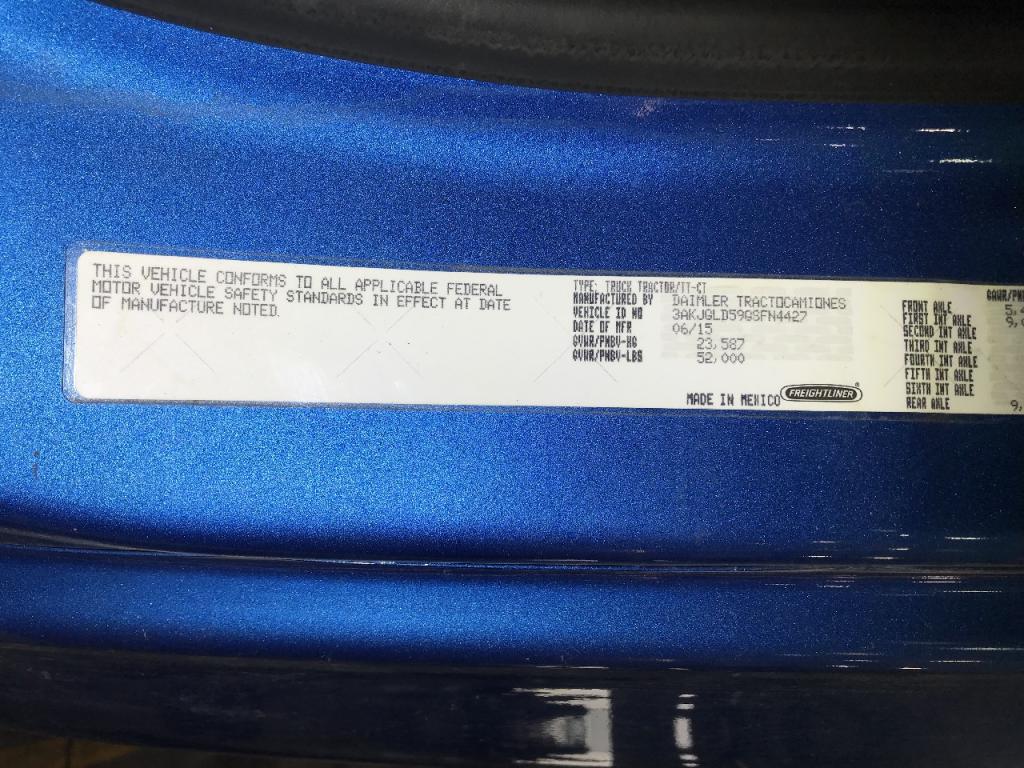 THIS VEHICLE CONFORMS TO ALL APPLICABLE FEDERAL
MOTOR VEHICLE SAFETY STANDARDS IN EFFECT AT DATE
OF MANUFACTURE NOTED.
TYPE: TRUCK TRACTOR/TT-CT
MANUFACTURED BY DAIMLER TRACTOCAMIONES
VEHICLE ID NO 3AKJGLD59GSFN4427
DATE OF MFR 06/15
GVWR/PNBV-KG 23,587
GVWR/PNBV-LBS 52,000
MADE IN MEXICO FREIGHTLINER®
FRONT AXLE
FIRST INT AXLE
SECOND INT AXLE
THIRD INT AXLE
FOURTH INT AXLE
FIFTH INT AXLE
SIXTH INT AXLE
REAR AXLE